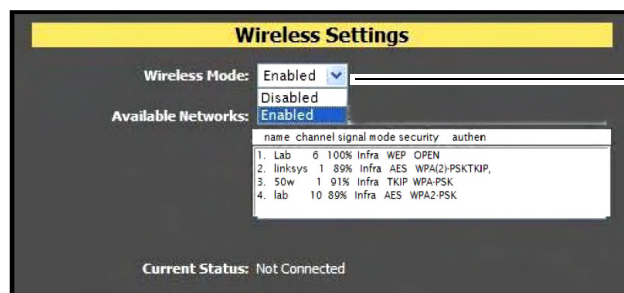 Wireless Settings
Wireless Mode: Enabled
Disabled
Available Networks: Enabled
name channel signal mode security authen
1. Lab 6 100% Infra WEP OPEN
2. linksys 1 89% Infra AES WPA(2)-PSKTKIP,
3. 50w 1 91% Infra TKIP WPA-PSK
4. lab 10 89% Infra AES WPA2-PSK
Current Status: Not Connected